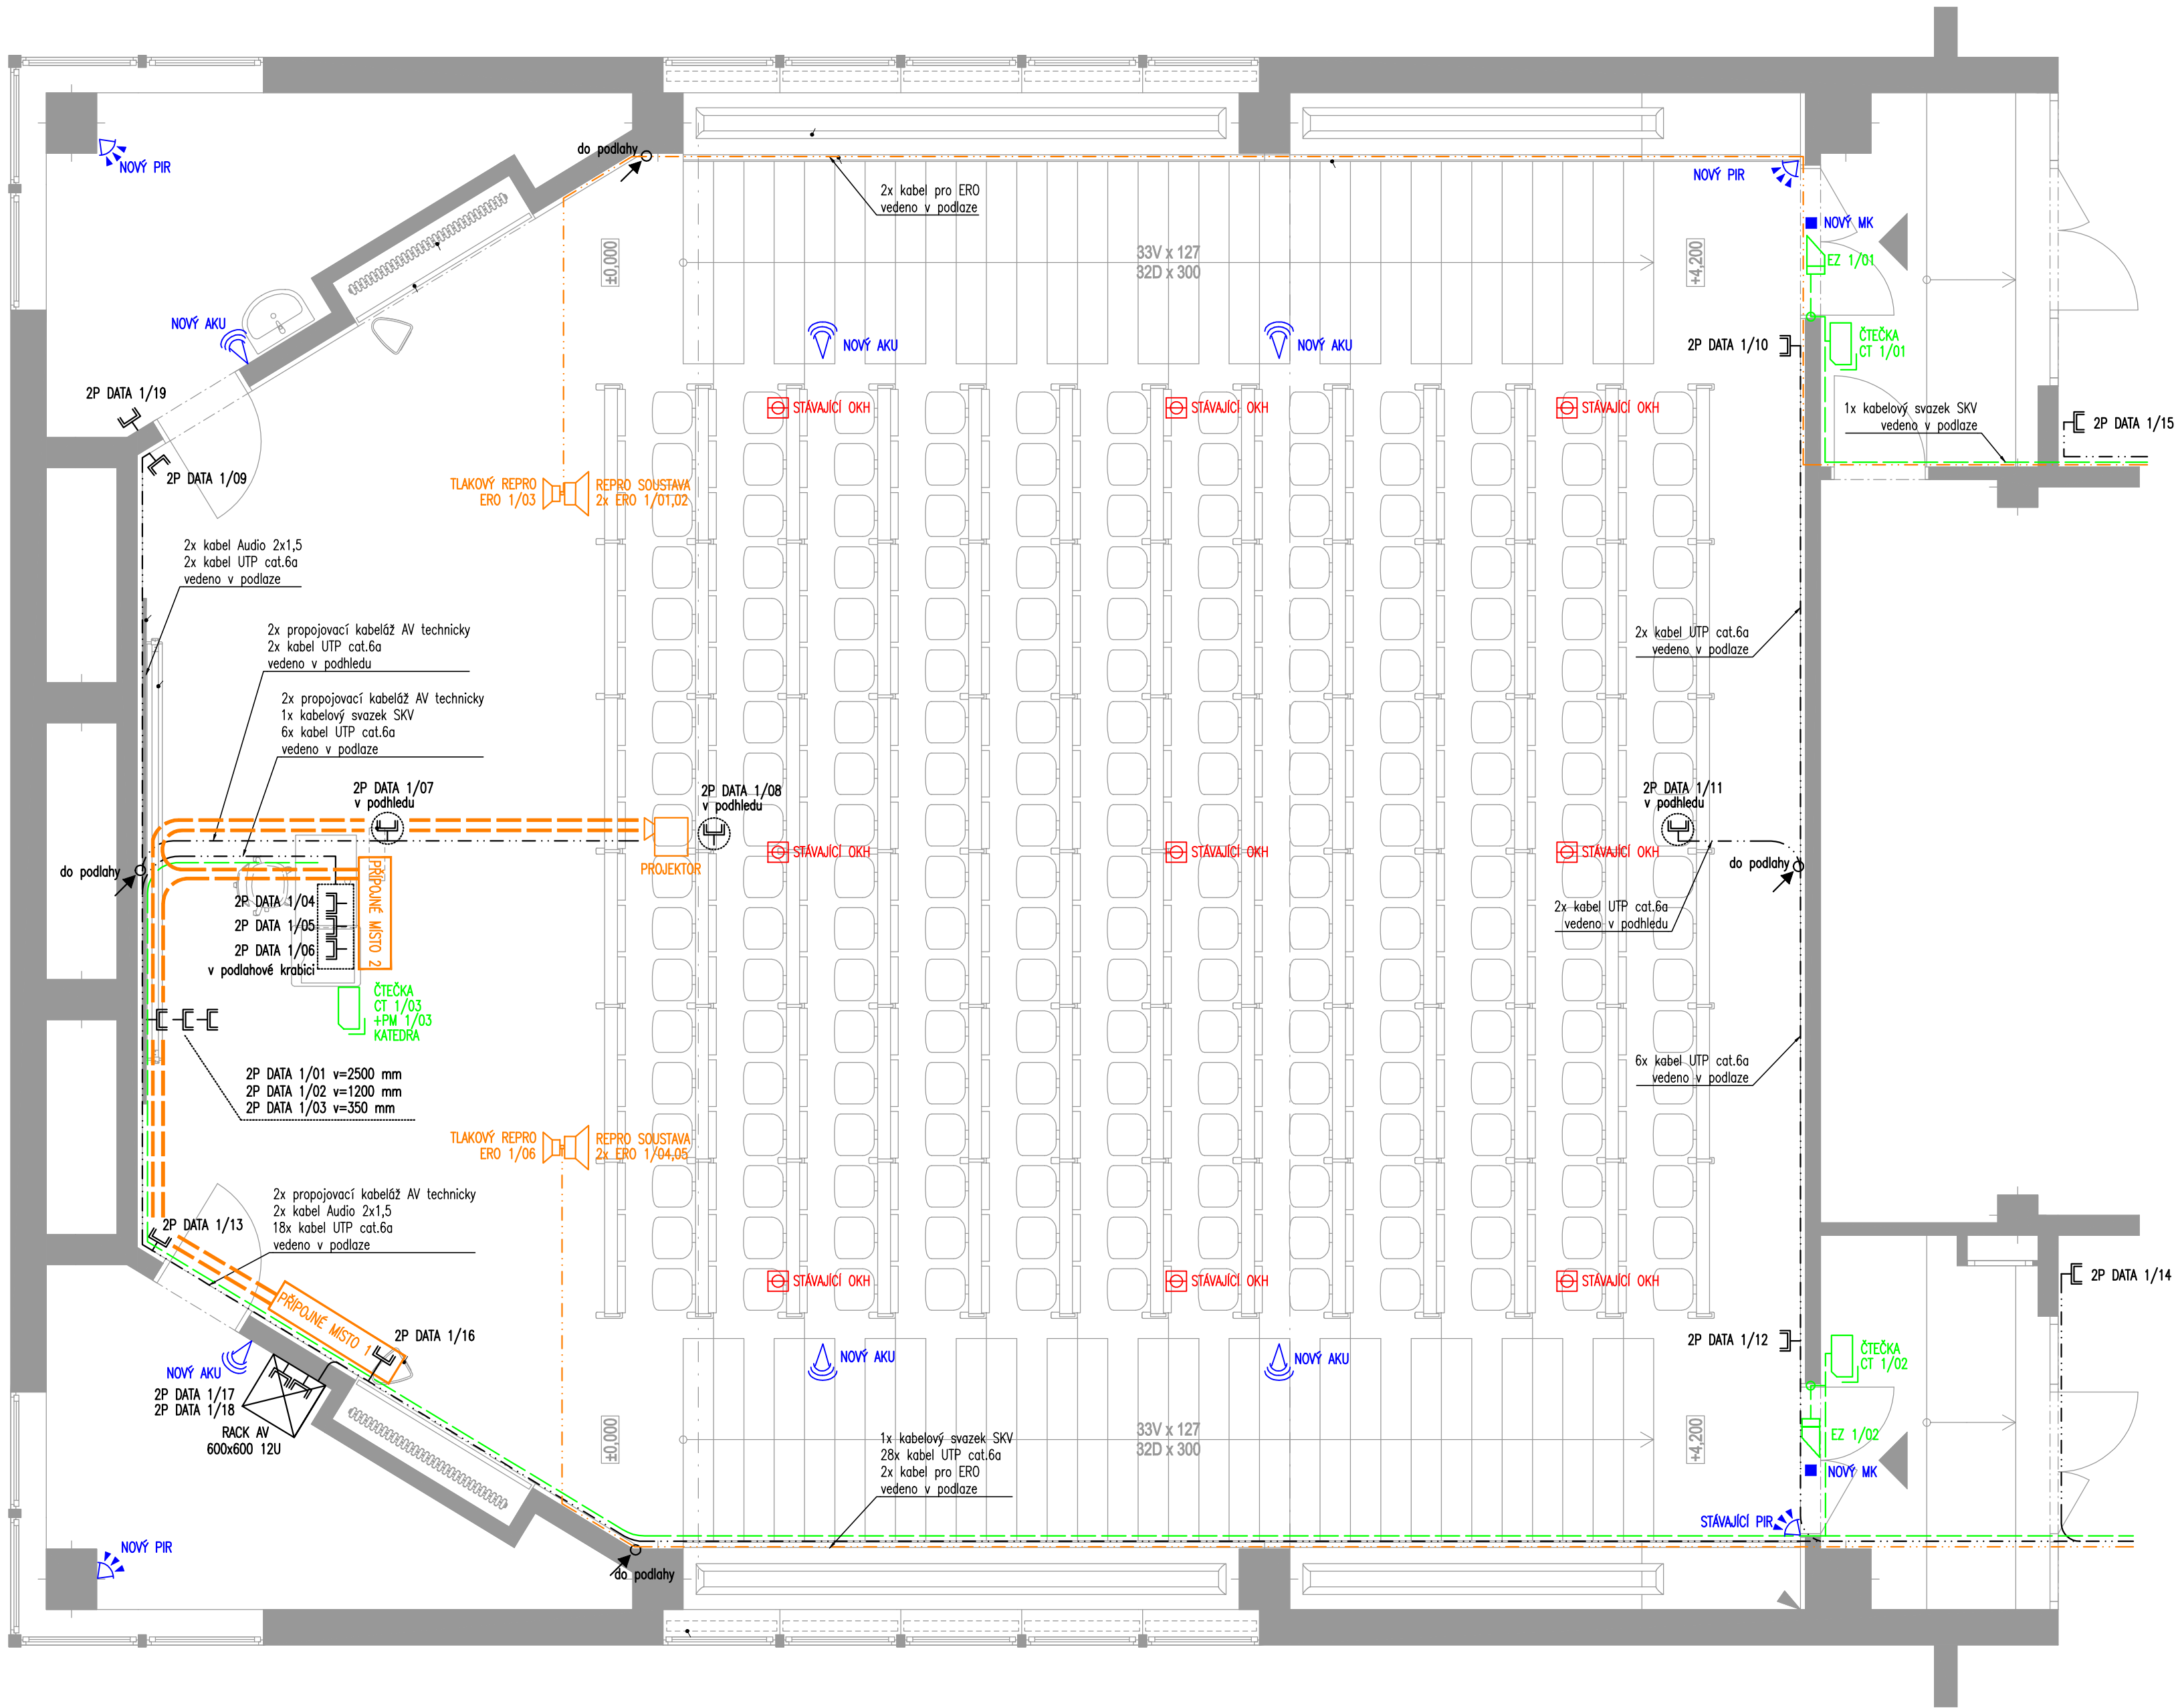 do podlahy
NOVÝ PIR
2x kabel pro ERO
vedeno v podlaze
NOVÝ PIR
NOVÝ MK
EZ 1/01
±0,000
33V x 127
32D x 300
+4,200
NOVÝ AKU
NOVÝ AKU
NOVÝ AKU
2P DATA 1/10
ČTEČKA
CT 1/01
2P DATA 1/19
STÁVAJÍCÍ OKH
STÁVAJÍCÍ OKH
STÁVAJÍCÍ OKH
1x kabelový svazek SKV
vedeno v podlaze
2P DATA 1/15
2P DATA 1/09
TLAKOVÝ REPRO
ERO 1/03
REPRO SOUSTAVA
2x ERO 1/01,02
2x kabel Audio 2x1,5
2x kabel UTP cat.6a
vedeno v podlaze
2x propojovací kabeláž AV technicky
2x kabel UTP cat.6a
vedeno v podhledu
2x kabel UTP cat.6a
vedeno v podlaze
2x propojovací kabeláž AV technicky
1x kabelový svazek SKV
6x kabel UTP cat.6a
vedeno v podlaze
2P DATA 1/07
v podhledu
2P DATA 1/08
v podhledu
2P DATA 1/11
v podhledu
STÁVAJÍCÍ OKH
STÁVAJÍCÍ OKH
STÁVAJÍCÍ OKH
do podlahy
PROJEKTOR
do podlahy
PŘÍPOJNÉ MÍSTO 2
2P DATA 1/04
2P DATA 1/05
2P DATA 1/06
v podlahové krabici
2x kabel UTP cat.6a
vedeno v podhledu
ČTEČKA
CT 1/03
+PM 1/03
KATEDRA
2P DATA 1/01 v=2500 mm
2P DATA 1/02 v=1200 mm
2P DATA 1/03 v=350 mm
6x kabel UTP cat.6a
vedeno v podlaze
TLAKOVÝ REPRO
ERO 1/06
REPRO SOUSTAVA
2x ERO 1/04,05
2x propojovací kabeláž AV technicky
2x kabel Audio 2x1,5
18x kabel UTP cat.6a
vedeno v podlaze
2P DATA 1/13
STÁVAJÍCÍ OKH
STÁVAJÍCÍ OKH
STÁVAJÍCÍ OKH
2P DATA 1/14
PŘÍPOJNÉ MÍSTO 1
2P DATA 1/16
2P DATA 1/12
ČTEČKA
CT 1/02
NOVÝ AKU
NOVÝ AKU
NOVÝ AKU
2P DATA 1/17
2P DATA 1/18
RACK AV
600x600 12U
±0,000
33V x 127
32D x 300
+4,200
EZ 1/02
NOVÝ MK
1x kabelový svazek SKV
28x kabel UTP cat.6a
2x kabel pro ERO
vedeno v podlaze
STÁVAJÍCÍ PIR
NOVÝ PIR
do podlahy